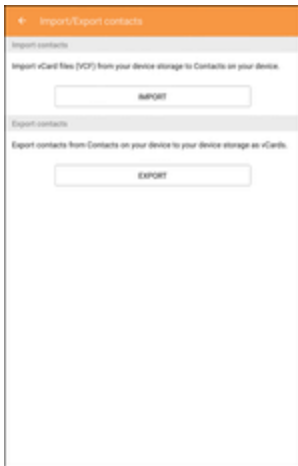 Import/Export contacts
Import contacts
Import vCard files (VCF) from your device storage to Contacts on your device.
IMPORT
Export contacts
Export contacts from Contacts on your device to your device storage as vCards.
EXPORT